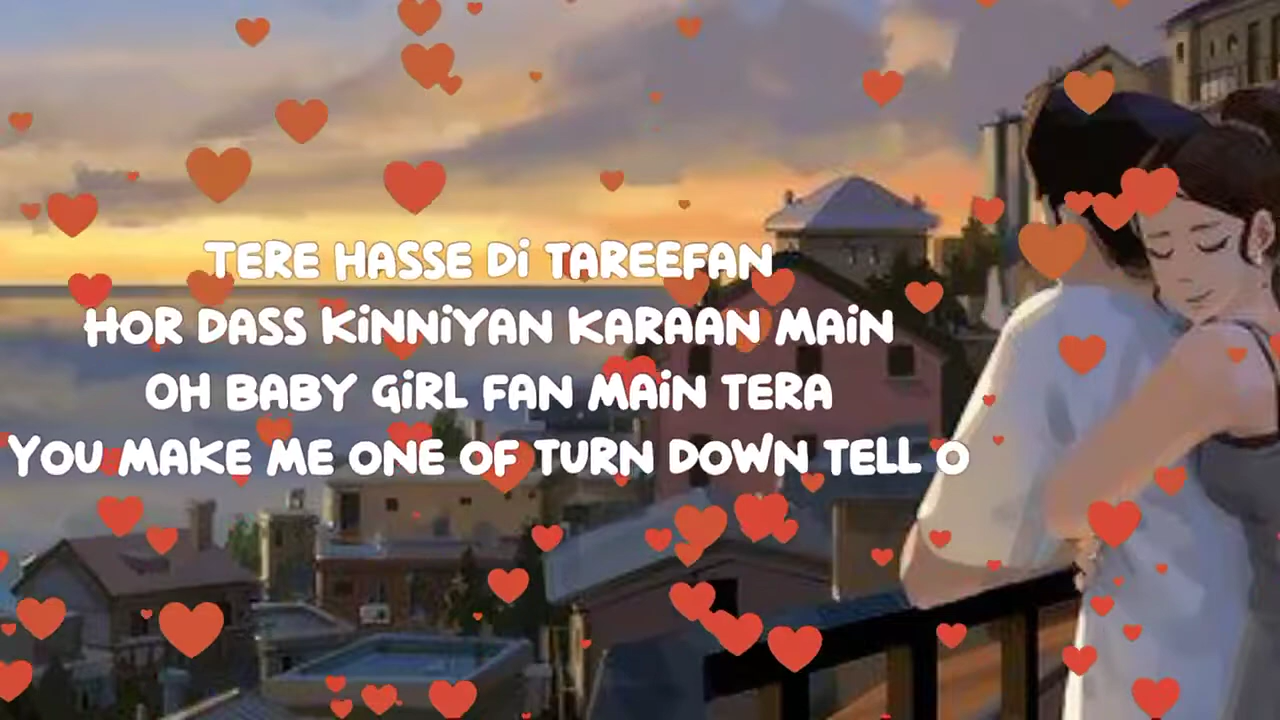 TERE HASSE Di TAREEFAN
HOR DASS KiNNiYAN KARAAN MAiN
OH BABY GiRL FAN MAiN TERA
YOU MAKE ME ONE OF TURN DOWN TELL O